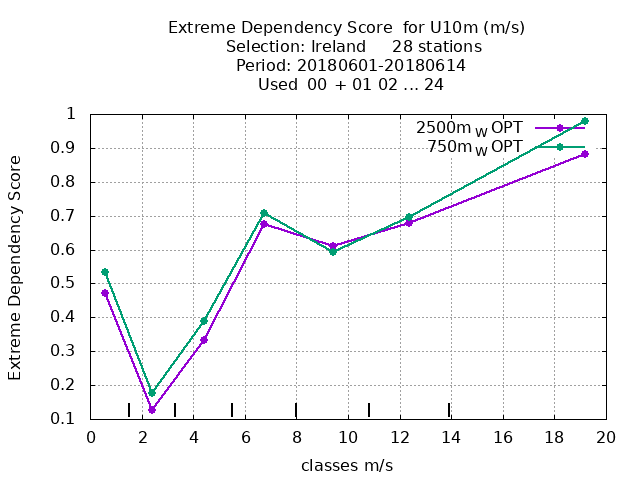 Extreme Dependency Score  for U10m (m/s)
Selection: Ireland     28 stations
Period: 20180601-20180614
Used  00  + 01 02 ... 24
2500m W OPT
750m W OPT
Extreme Dependency Score
1
0.9
0.8
0.7
0.6
0.5
0.4
0.3
0.2
0.1
0 2 4 6 8 10 12 14 16 18 20
classes m/s